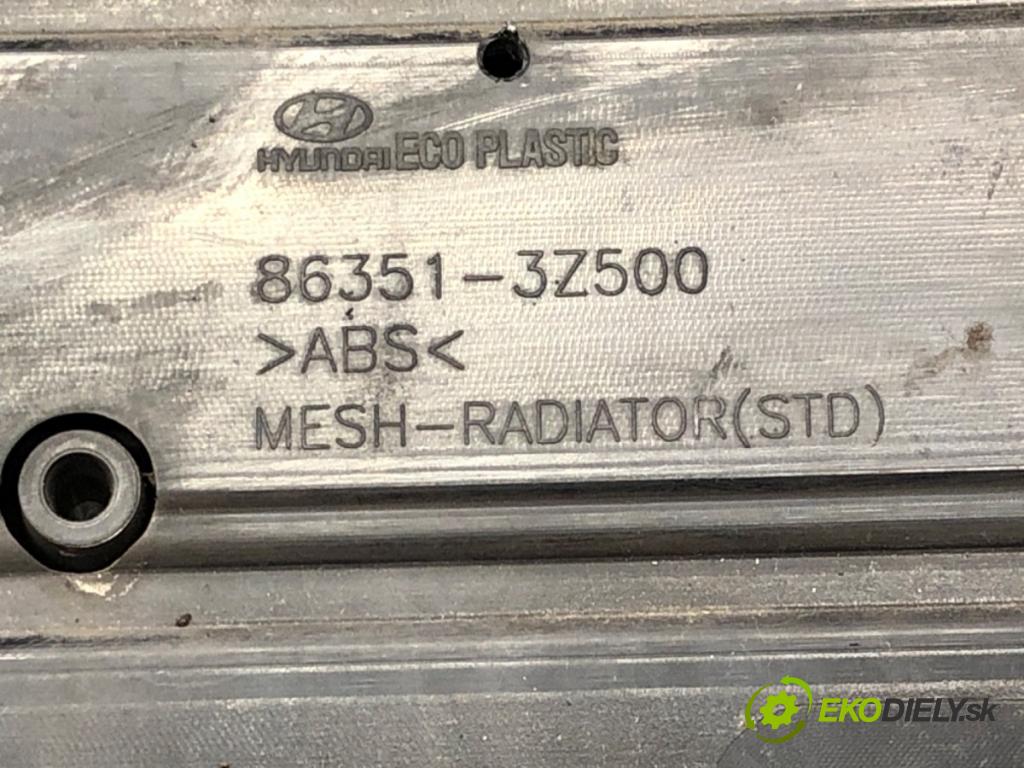 HYUNDAI ECO PLASTIC
86351-3Z500
>ABS<
MESH-RADIATOR(STD)
EKODIELY.sk